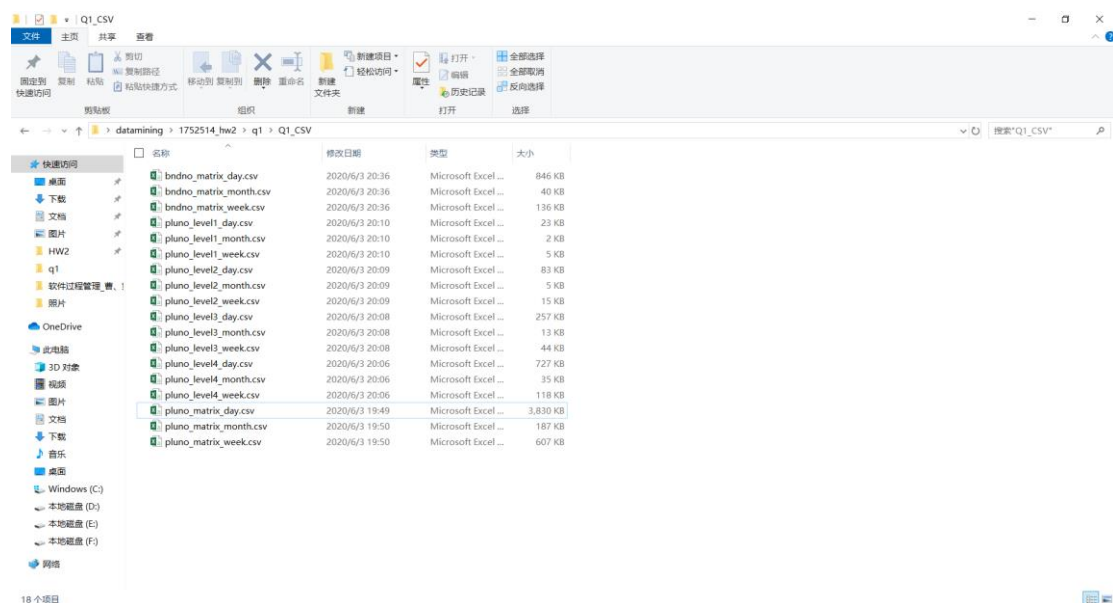 Q1_CSV
文件 主页 共享 查看
固定到快速访问
复制
粘贴
剪切
复制路径
粘贴快捷方式
剪贴板
移动到
复制到
删除
重命名
组织
新建文件夹
新建项目
轻松访问
新建
属性
打开
编辑
历史记录
打开
全部选择
全部取消
反向选择
选择
datamining > 1752514_hw2 > q1 > Q1_CSV
搜索"Q1_CSV"
快速访问
桌面
下载
文档
图片
HW2
q1
软件过程管理_曹、
照片
OneDrive
此电脑
3D 对象
视频
图片
文档
下载
音乐
桌面
Windows (C:)
本地磁盘 (D:)
本地磁盘 (E:)
本地磁盘 (F:)
网络
名称 修改日期 类型 大小
bndno_matrix_day.csv 2020/6/3 20:36 Microsoft Excel ... 846 KB
bndno_matrix_month.csv 2020/6/3 20:36 Microsoft Excel ... 40 KB
bndno_matrix_week.csv 2020/6/3 20:36 Microsoft Excel ... 136 KB
pluno_level1_day.csv 2020/6/3 20:10 Microsoft Excel ... 23 KB
pluno_level1_month.csv 2020/6/3 20:10 Microsoft Excel ... 2 KB
pluno_level1_week.csv 2020/6/3 20:10 Microsoft Excel ... 5 KB
pluno_level2_day.csv 2020/6/3 20:09 Microsoft Excel ... 83 KB
pluno_level2_month.csv 2020/6/3 20:09 Microsoft Excel ... 5 KB
pluno_level2_week.csv 2020/6/3 20:09 Microsoft Excel ... 15 KB
pluno_level3_day.csv 2020/6/3 20:08 Microsoft Excel ... 257 KB
pluno_level3_month.csv 2020/6/3 20:08 Microsoft Excel ... 13 KB
pluno_level3_week.csv 2020/6/3 20:08 Microsoft Excel ... 44 KB
pluno_level4_day.csv 2020/6/3 20:06 Microsoft Excel ... 727 KB
pluno_level4_month.csv 2020/6/3 20:06 Microsoft Excel ... 35 KB
pluno_level4_week.csv 2020/6/3 20:06 Microsoft Excel ... 118 KB
pluno_matrix_day.csv 2020/6/3 19:49 Microsoft Excel ... 3,830 KB
pluno_matrix_month.csv 2020/6/3 19:50 Microsoft Excel ... 187 KB
pluno_matrix_week.csv 2020/6/3 19:50 Microsoft Excel ... 607 KB
18 个项目